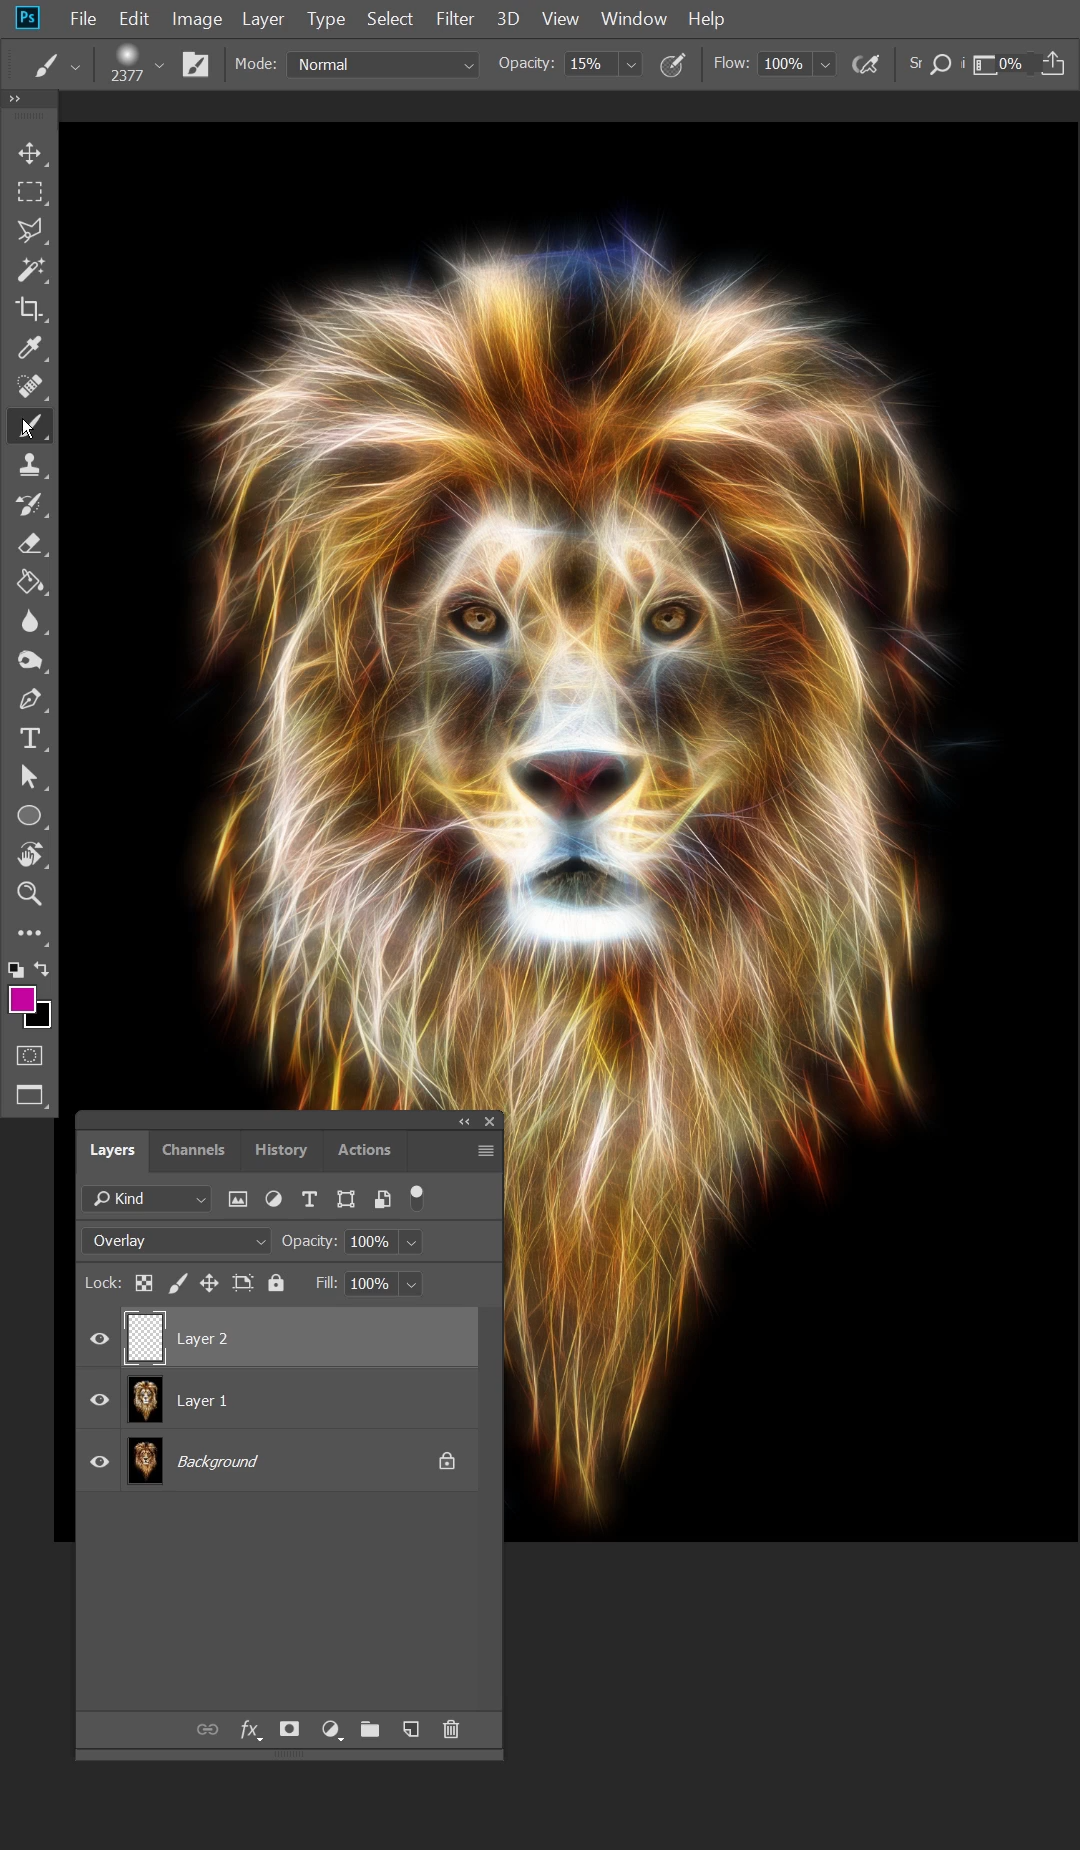 Ps File Edit Image Layer Type Select Filter 3D View Window Help
2377 Mode: Normal Opacity: 15% Flow: 100% 0%
Layers Channels History Actions
Kind
Overlay Opacity: 100%
Lock: Fill: 100%
Layer 2
Layer 1
Background
fx